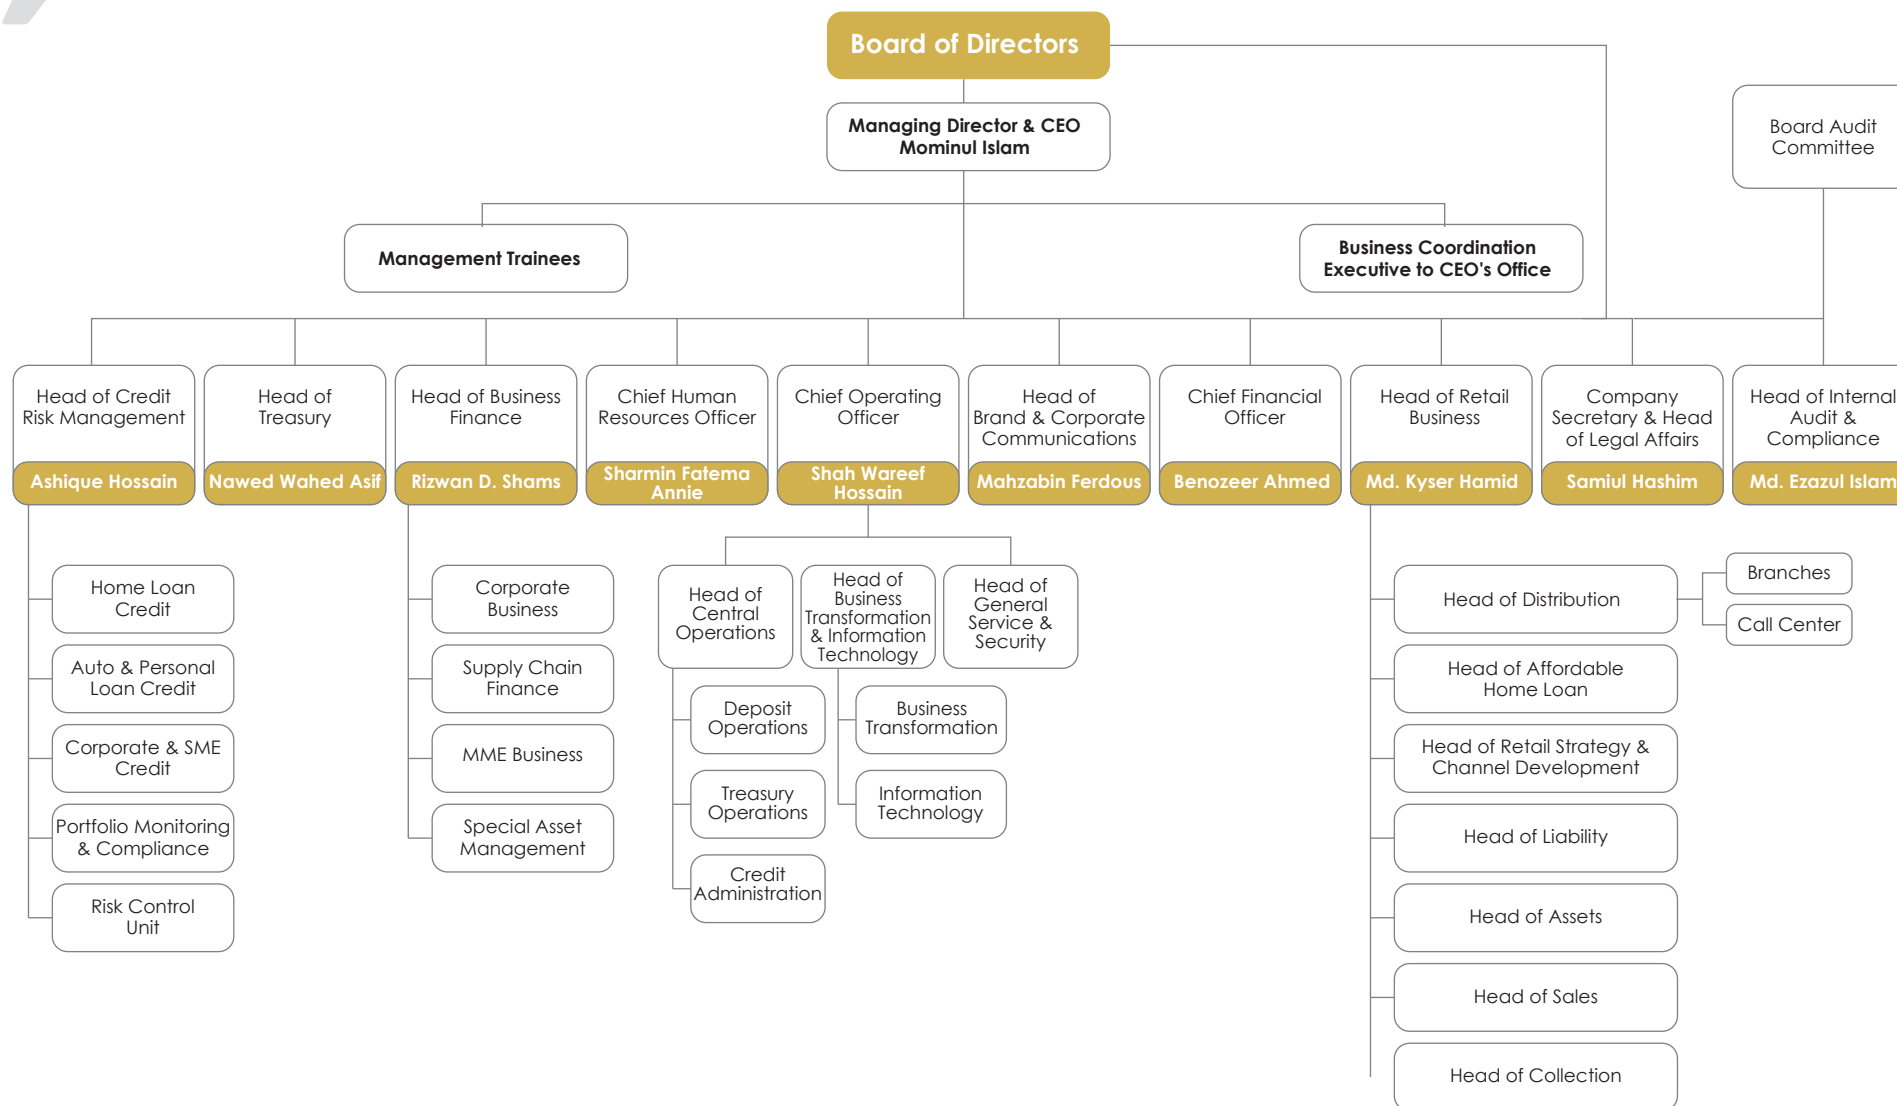 Board of Directors
Managing Director & CEO
Mominul Islam
Board Audit
Committee
Management Trainees
Business Coordination
Executive to CEO's Office
Head of Credit
Risk Management
Ashique Hossain
Head of
Treasury
Nawed Wahed Asif
Head of Business
Finance
Rizwan D. Shams
Chief Human
Resources Officer
Sharmin Fatema
Annie
Chief Operating
Officer
Shah Wareef
Hossain
Head of
Brand & Corporate
Communications
Mahzabin Ferdous
Chief Financial
Officer
Benozeer Ahmed
Head of Retail
Business
Md. Kyser Hamid
Company
Secretary & Head
of Legal Affairs
Samiul Hashim
Head of Internal
Audit &
Compliance
Md. Ezazul Islam
Home Loan
Credit
Auto & Personal
Loan Credit
Corporate & SME
Credit
Portfolio Monitoring
& Compliance
Risk Control
Unit
Corporate
Business
Supply Chain
Finance
MME Business
Special Asset
Management
Head of
Central
Operations
Deposit
Operations
Treasury
Operations
Credit
Administration
Head of
Business
Transformation
& Information
Technology
Business
Transformation
Information
Technology
Head of
General
Service &
Security
Head of Distribution
Branches
Call Center
Head of Affordable
Home Loan
Head of Retail Strategy &
Channel Development
Head of Liability
Head of Assets
Head of Sales
Head of Collection